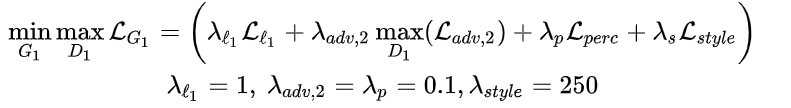 \min_{G_1} \max_{D_1} \mathcal{L}_{G_1} = \left( \lambda_{\ell_1} \mathcal{L}_{\ell_1} + \lambda_{adv,2} \max_{D_1} (\mathcal{L}_{adv,2}) + \lambda_p \mathcal{L}_{perc} + \lambda_s \mathcal{L}_{style} \right)
\lambda_{\ell_1} = 1, \ \lambda_{adv,2} = \lambda_p = 0.1, \lambda_{style} = 250